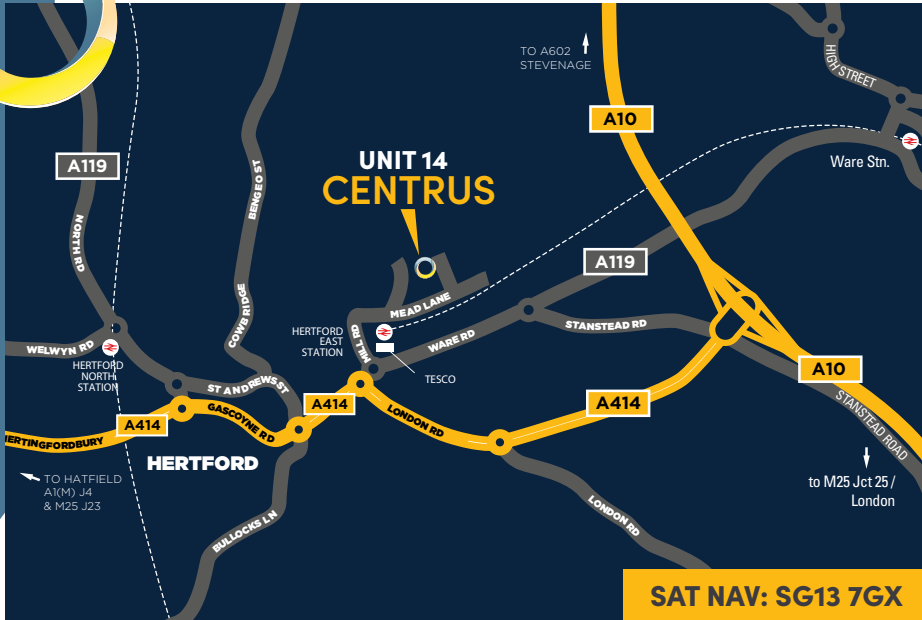 TO A602
STEVENAGE
HIGH STREET
A10
Ware Stn.
A119
UNIT 14
CENTRUS
BENGEO ST
NORTH RD
A119
MEAD LANE
COWBRIDGE
HERTFORD
EAST
STATION
MILL RD
WARE RD
STANSTEAD RD
WELWYN RD
HERTFORD
NORTH
STATION
TESCO
A10
ST ANDREWS ST
A414
A414
A414
GASCOYNE RD
LONDON RD
STANSTEAD ROAD
HERTINGFORDBURY
HERTFORD
TO HATFIELD
A1(M) J4
& M25 J23
to M25 Jct 25 /
London
BULLOCKS LN
LONDON RD
SAT NAV: SG13 7GX